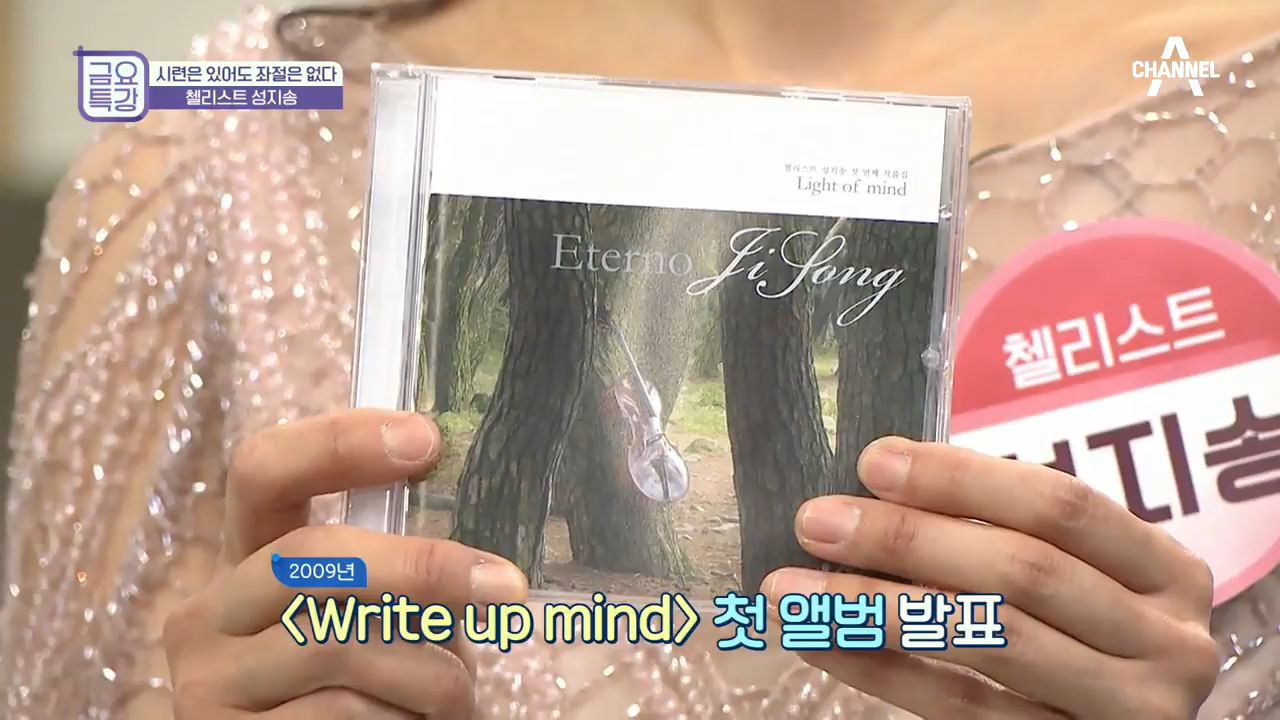 금요
특강
시련은 있어도 좌절은 없다
첼리스트 성지송
CHANNEL A
첼리스트 성지송 첫 번째 작품집
Light of mind
Eterno Ji Song
첼리스트
성지송
2009년
<Write up mind> 첫 앨범 발표